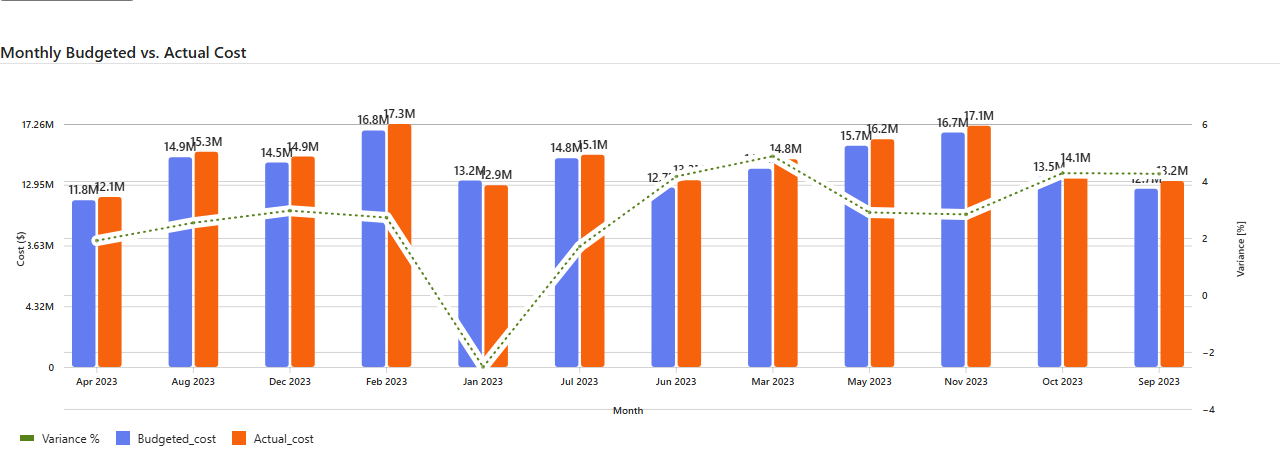 Monthly Budgeted vs. Actual Cost
17.26M
12.95M
8.63M
4.32M
0
Cost ($)
11.8M 12.1M
14.9M 15.3M
14.5M 14.9M
16.8M 17.3M
13.2M 12.9M
14.8M 15.1M
14.8M
15.7M 16.2M
16.7M 17.1M
13.5M 14.1M
6
4
2
0
−2
−4
Variance [%]
Apr 2023 Aug 2023 Dec 2023 Feb 2023 Jan 2023 Jul 2023 Jun 2023 Mar 2023 May 2023 Nov 2023 Oct 2023 Sep 2023
Month
Variance % Budgeted_cost Actual_cost